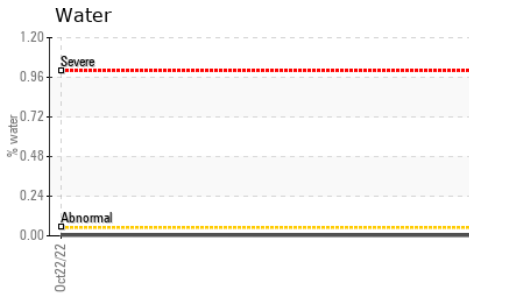 Water
1.20
Severe
0.96
0.72
% water
0.48
0.24
Abnormal
0.00
Oct22/22